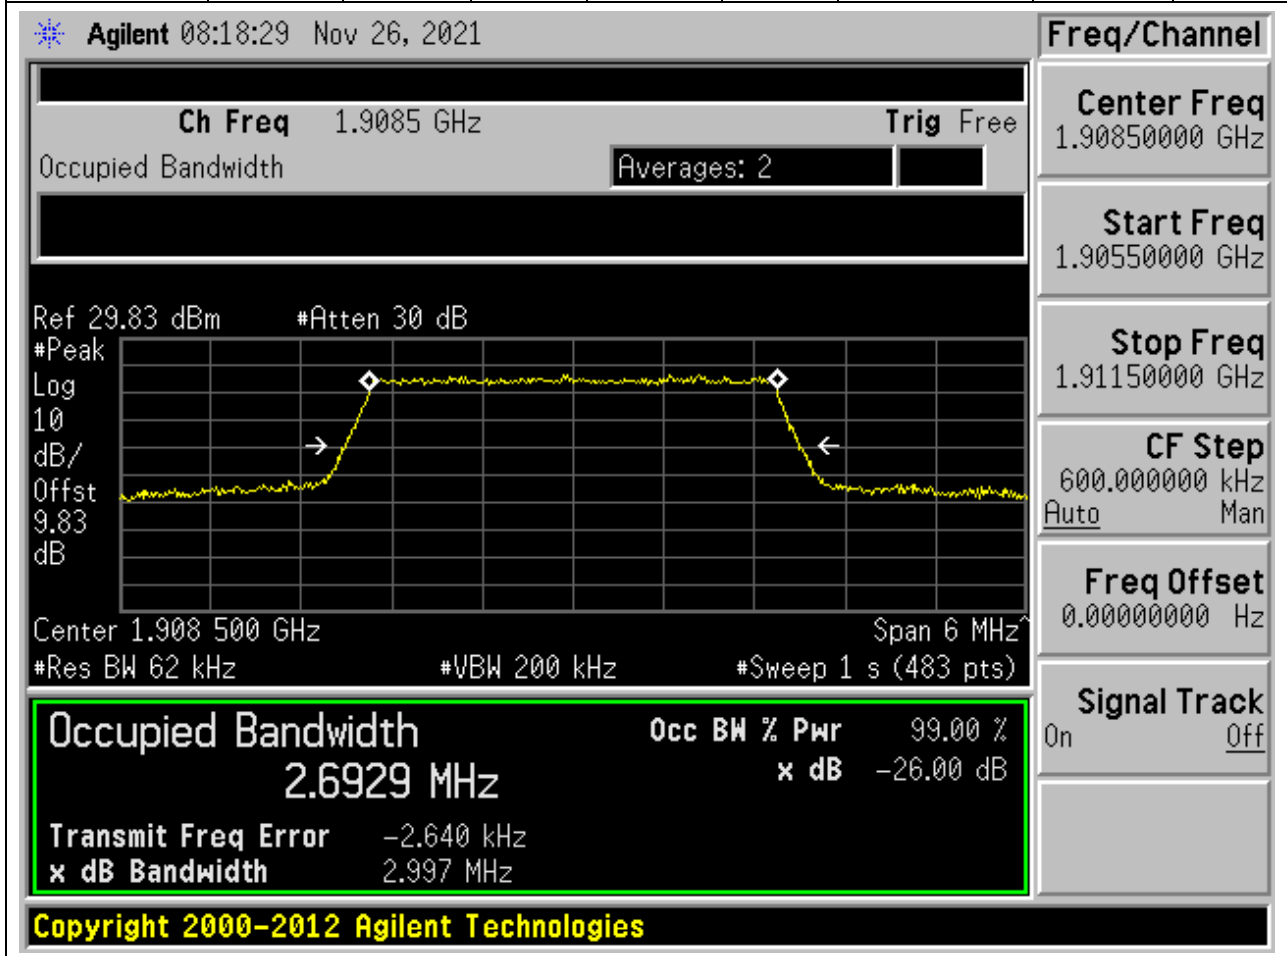 Agilent 08:18:29 Nov 26, 2021
Freq/Channel
Ch Freq 1.9085 GHz Trig Free
Occupied Bandwidth Averages: 2
Center Freq
1.90850000 GHz
Start Freq
1.90550000 GHz
Stop Freq
1.91150000 GHz
CF Step
600.000000 kHz
Auto Man
Freq Offset
0.00000000 Hz
Signal Track
On Off
Ref 29.83 dBm #Atten 30 dB
#Peak
Log
10
dB/
Offst
9.83
dB
Center 1.908 500 GHz Span 6 MHz^
#Res BW 62 kHz #VBW 200 kHz #Sweep 1 s (483 pts)
Occupied Bandwidth Occ BW % Pwr 99.00 %
2.6929 MHz x dB -26.00 dB
Transmit Freq Error -2.640 kHz
x dB Bandwidth 2.997 MHz
Copyright 2000-2012 Agilent Technologies